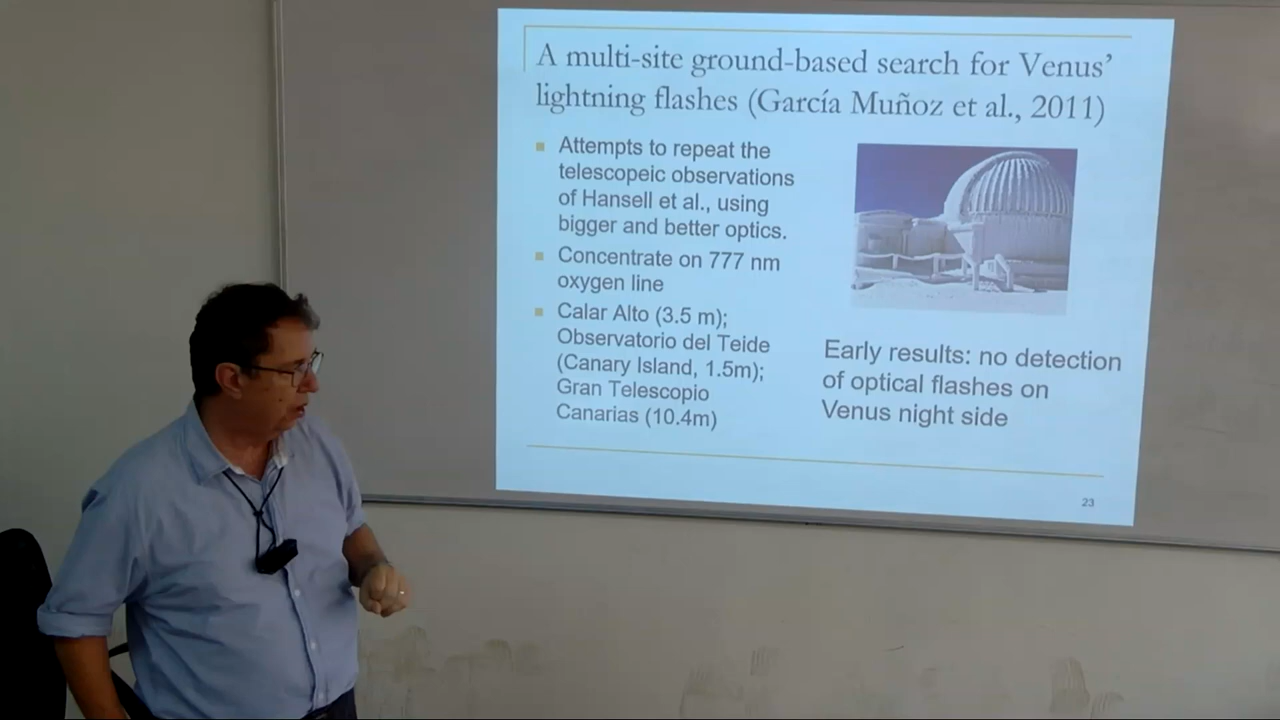 A multi-site ground-based search for Venus’
lightning flashes (García Muñoz et al., 2011)
Attempts to repeat the
telescopeic observations
of Hansell et al., using
bigger and better optics.
Concentrate on 777 nm
oxygen line
Calar Alto (3.5 m);
Observatorio del Teide
(Canary Island, 1.5m);
Gran Telescopio
Canarias (10.4m)
Early results: no detection
of optical flashes on
Venus night side
23